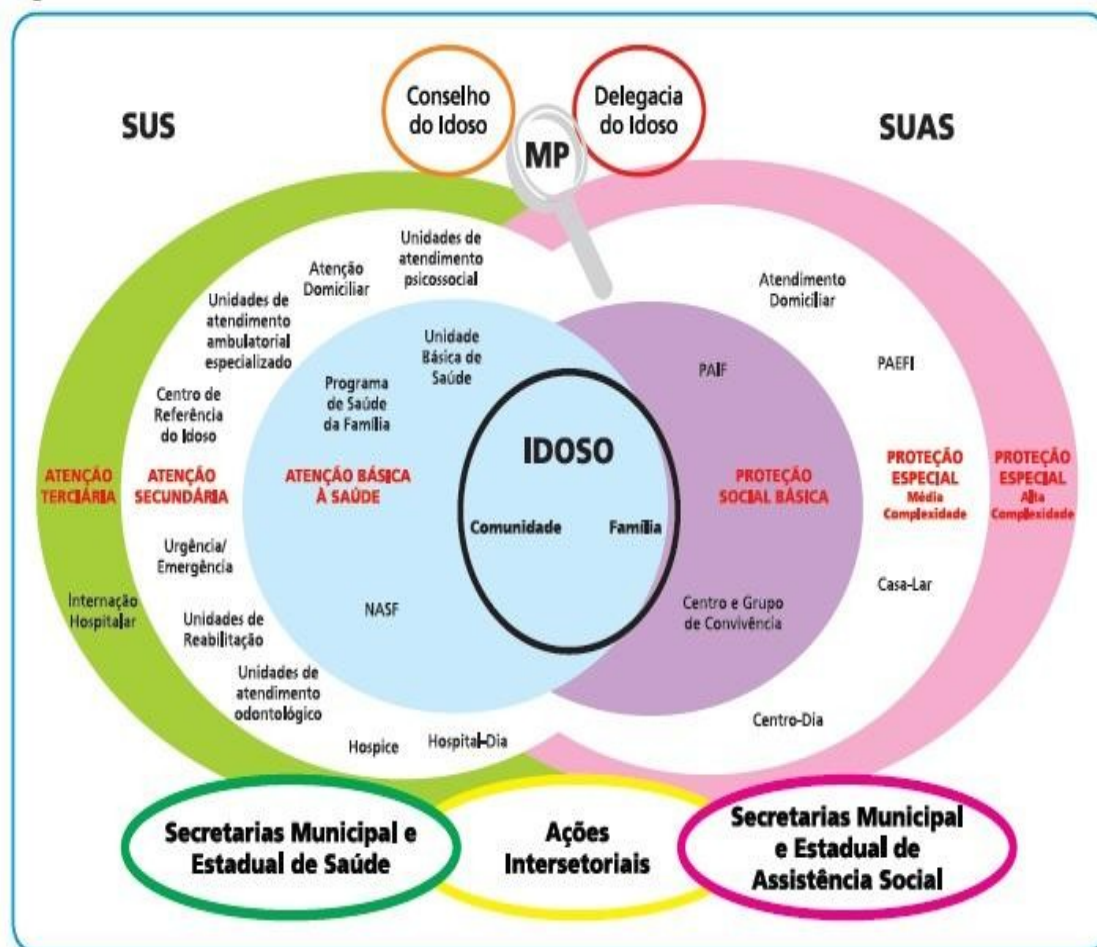 Conselho
do Idoso
Delegacia
do Idoso
MP
SUS
SUAS
Unidades de
atendimento
psicossocial
Atenção
Domiciliar
Unidades de
atendimento
ambulatorial
especializado
Centro de
Referência
do Idoso
Unidade
Básica de
Saúde
Programa
de Saúde
da Família
Atendimento
Domiciliar
PAIF
PAEFI
IDOSO
Comunidade
Família
ATENÇÃO
TERCIÁRIA
ATENÇÃO
SECUNDÁRIA
ATENÇÃO BÁSICA
À SAÚDE
PROTEÇÃO
SOCIAL BÁSICA
PROTEÇÃO
ESPECIAL
Média
Complexidade
PROTEÇÃO
ESPECIAL
Alta
Complexidade
Urgência/
Emergência
Internação
Hospitalar
Unidades de
Reabilitação
NASF
Centro e Grupo
de Convivência
Casa-Lar
Unidades de
atendimento
odontológico
Hospice
Hospital-Dia
Centro-Dia
Secretarias Municipal e
Estadual de Saúde
Ações
Intersetoriais
Secretarias Municipal
e Estadual de
Assistência Social